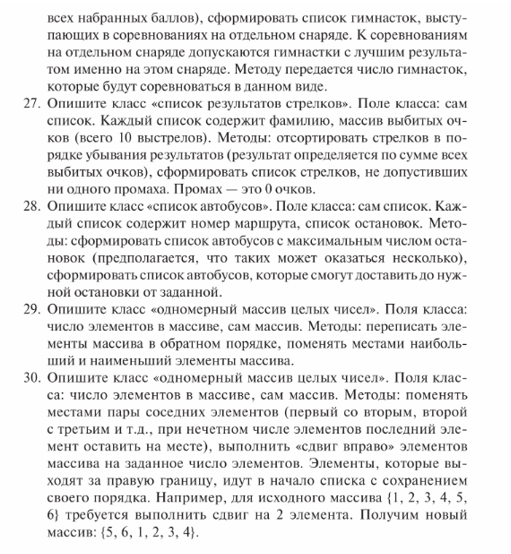 всех набранных баллов), сформировать список гимнасток, высту-
пающих в соревнованиях на отдельном снаряде. К соревнованиям
на отдельном снаряде допускаются гимнастки с лучшим результа-
том именно на этом снаряде. Методу передается число гимнасток,
которые будут соревноваться в данном виде.
27. Опишите класс «список результатов стрелков». Поле класса: сам
список. Каждый список содержит фамилию, массив выбитых оч-
ков (всего 10 выстрелов). Методы: отсортировать стрелков в по-
рядке убывания результатов (результат определяется по сумме всех
выбитых очков), сформировать список стрелков, не допустивших
ни одного промаха. Промах — это 0 очков.
28. Опишите класс «список автобусов». Поле класса: сам список. Каж-
дый список содержит номер маршрута, список остановок. Мето-
ды: сформировать список автобусов с максимальным числом оста-
новок (предполагается, что таких может оказаться несколько),
сформировать список автобусов, которые смогут доставить до нуж-
ной остановки от заданной.
29. Опишите класс «одномерный массив целых чисел». Поля класса:
число элементов в массиве, сам массив. Методы: переписать эле-
менты массива в обратном порядке, поменять местами наиболь-
ший и наименьший элементы массива.
30. Опишите класс «одномерный массив целых чисел». Поля клас-
са: число элементов в массиве, сам массив. Методы: поменять
местами пары соседних элементов (первый со вторым, второй
с третьим и т.д., при нечетном числе элементов последний эле-
мент оставить на месте), выполнить «сдвиг вправо» элементов
массива на заданное число элементов. Элементы, которые вы-
ходят за правую границу, идут в начало списка с сохранением
своего порядка. Например, для исходного массива {1, 2, 3, 4, 5,
6} требуется выполнить сдвиг на 2 элемента. Получим новый
массив: {5, 6, 1, 2, 3, 4}.